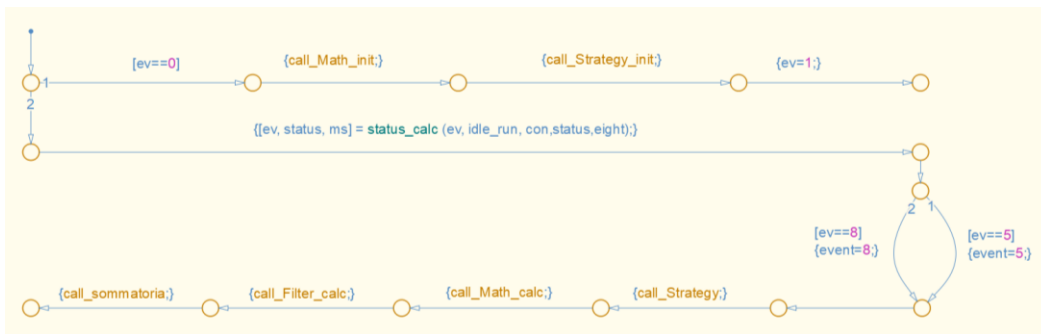 [ev==0]
{call_Math_init;}
{call_Strategy_init;}
{ev=1;}
1
2
{[ev, status, ms] = status_calc (ev, idle_run, con,status,eight);}
2
1
[ev==8]
{event=8;}
[ev==5]
{event=5;}
{call_sommatoria;}
{call_Filter_calc;}
{call_Math_calc;}
{call_Strategy;}